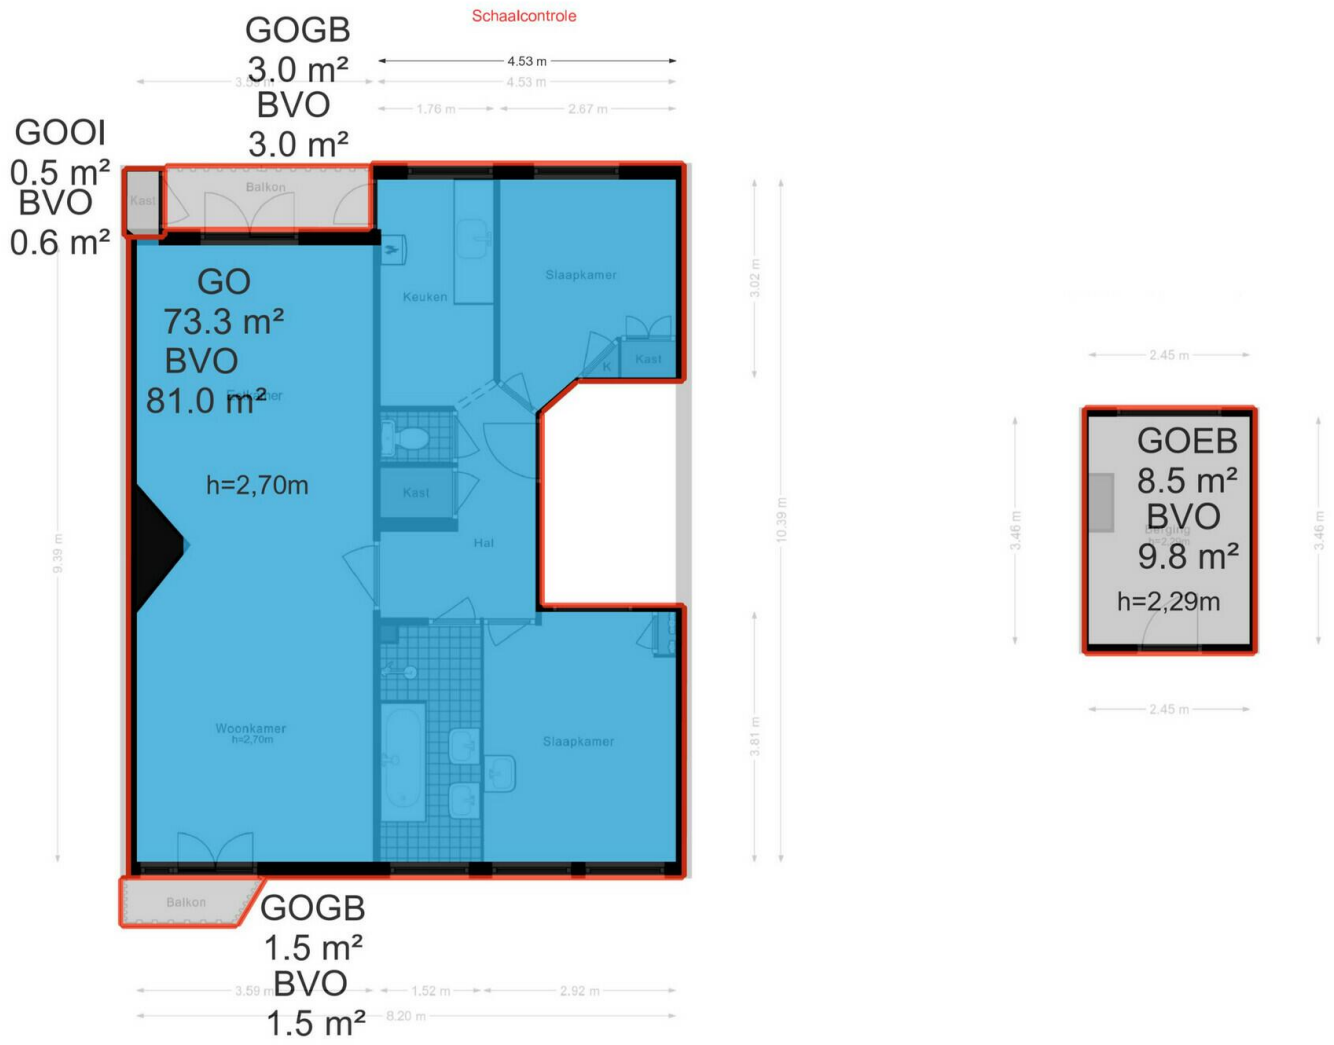 Schaalcontrole
GOGB
3.0 m²
BVO
3.0 m²
4.53 m
4.53 m
1.76 m
2.67 m
GOOI
0.5 m²
BVO
0.6 m²
Kast
Balkon
GO
73.3 m²
BVO
81.0 m²
h=2,70m
Keuken
Slaapkamer
K
Kast
Kast
Hal
Woonkamer
h=2,70m
Slaapkamer
9.39 m
3.02 m
10.39 m
3.81 m
Balkon
GOGB
1.5 m²
BVO
1.5 m²
3.59 m
1.52 m
2.92 m
8.20 m
2.45 m
3.46 m
GOEB
8.5 m²
BVO
9.8 m²
Berging
h=2,29m
h=2,29m
3.46 m
2.45 m